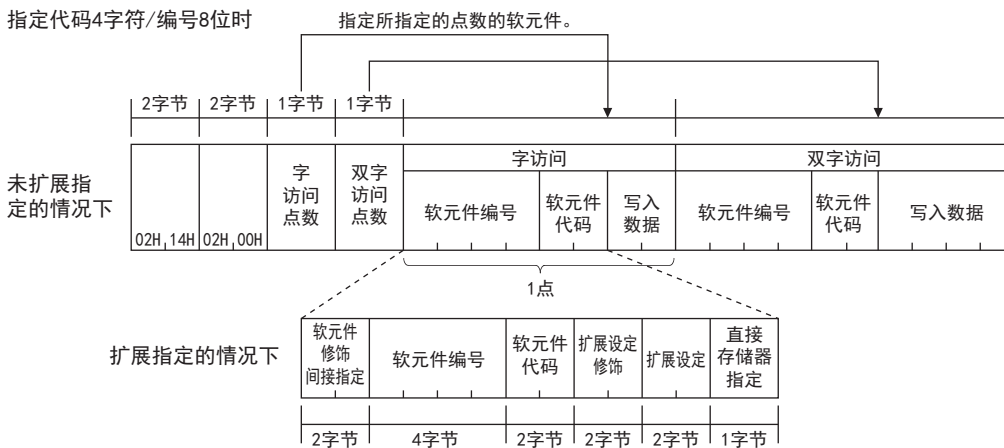 指定代码4字符/编号8位时
指定所指定的点数的软元件。
2字节 2字节 1字节 1字节
未扩展指
定的情况下
02H,14H 02H,00H
字
访问
点数
双字
访问
点数
字访问
软元件编号
软元件
代码
写入
数据
双字访问
软元件编号
软元件
代码
写入数据
1点
扩展指定的情况下
软元件
修饰
间接指定
软元件编号
软元件
代码
扩展设定
修饰
扩展设定
直接
存储器
指定
2字节 4字节 2字节 2字节 2字节 1字节